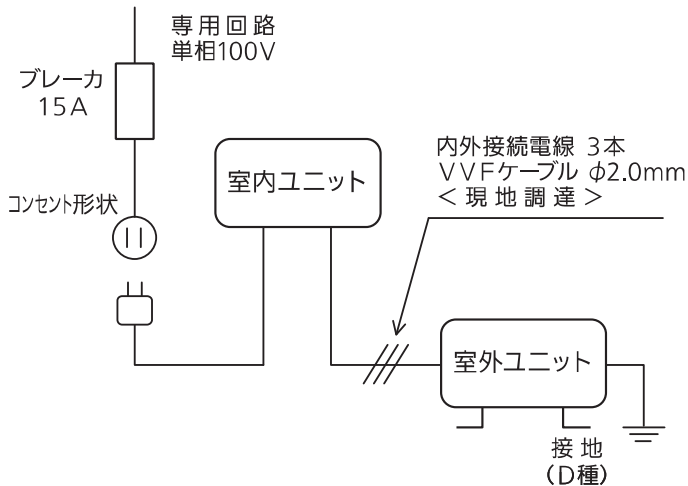 専用回路
単相100V
ブレーカ
15A
コンセント形状
室内ユニット
内外接続電線 3本
VVFケーブル φ2.0mm
＜現地調達＞
室外ユニット
接地
(D種)